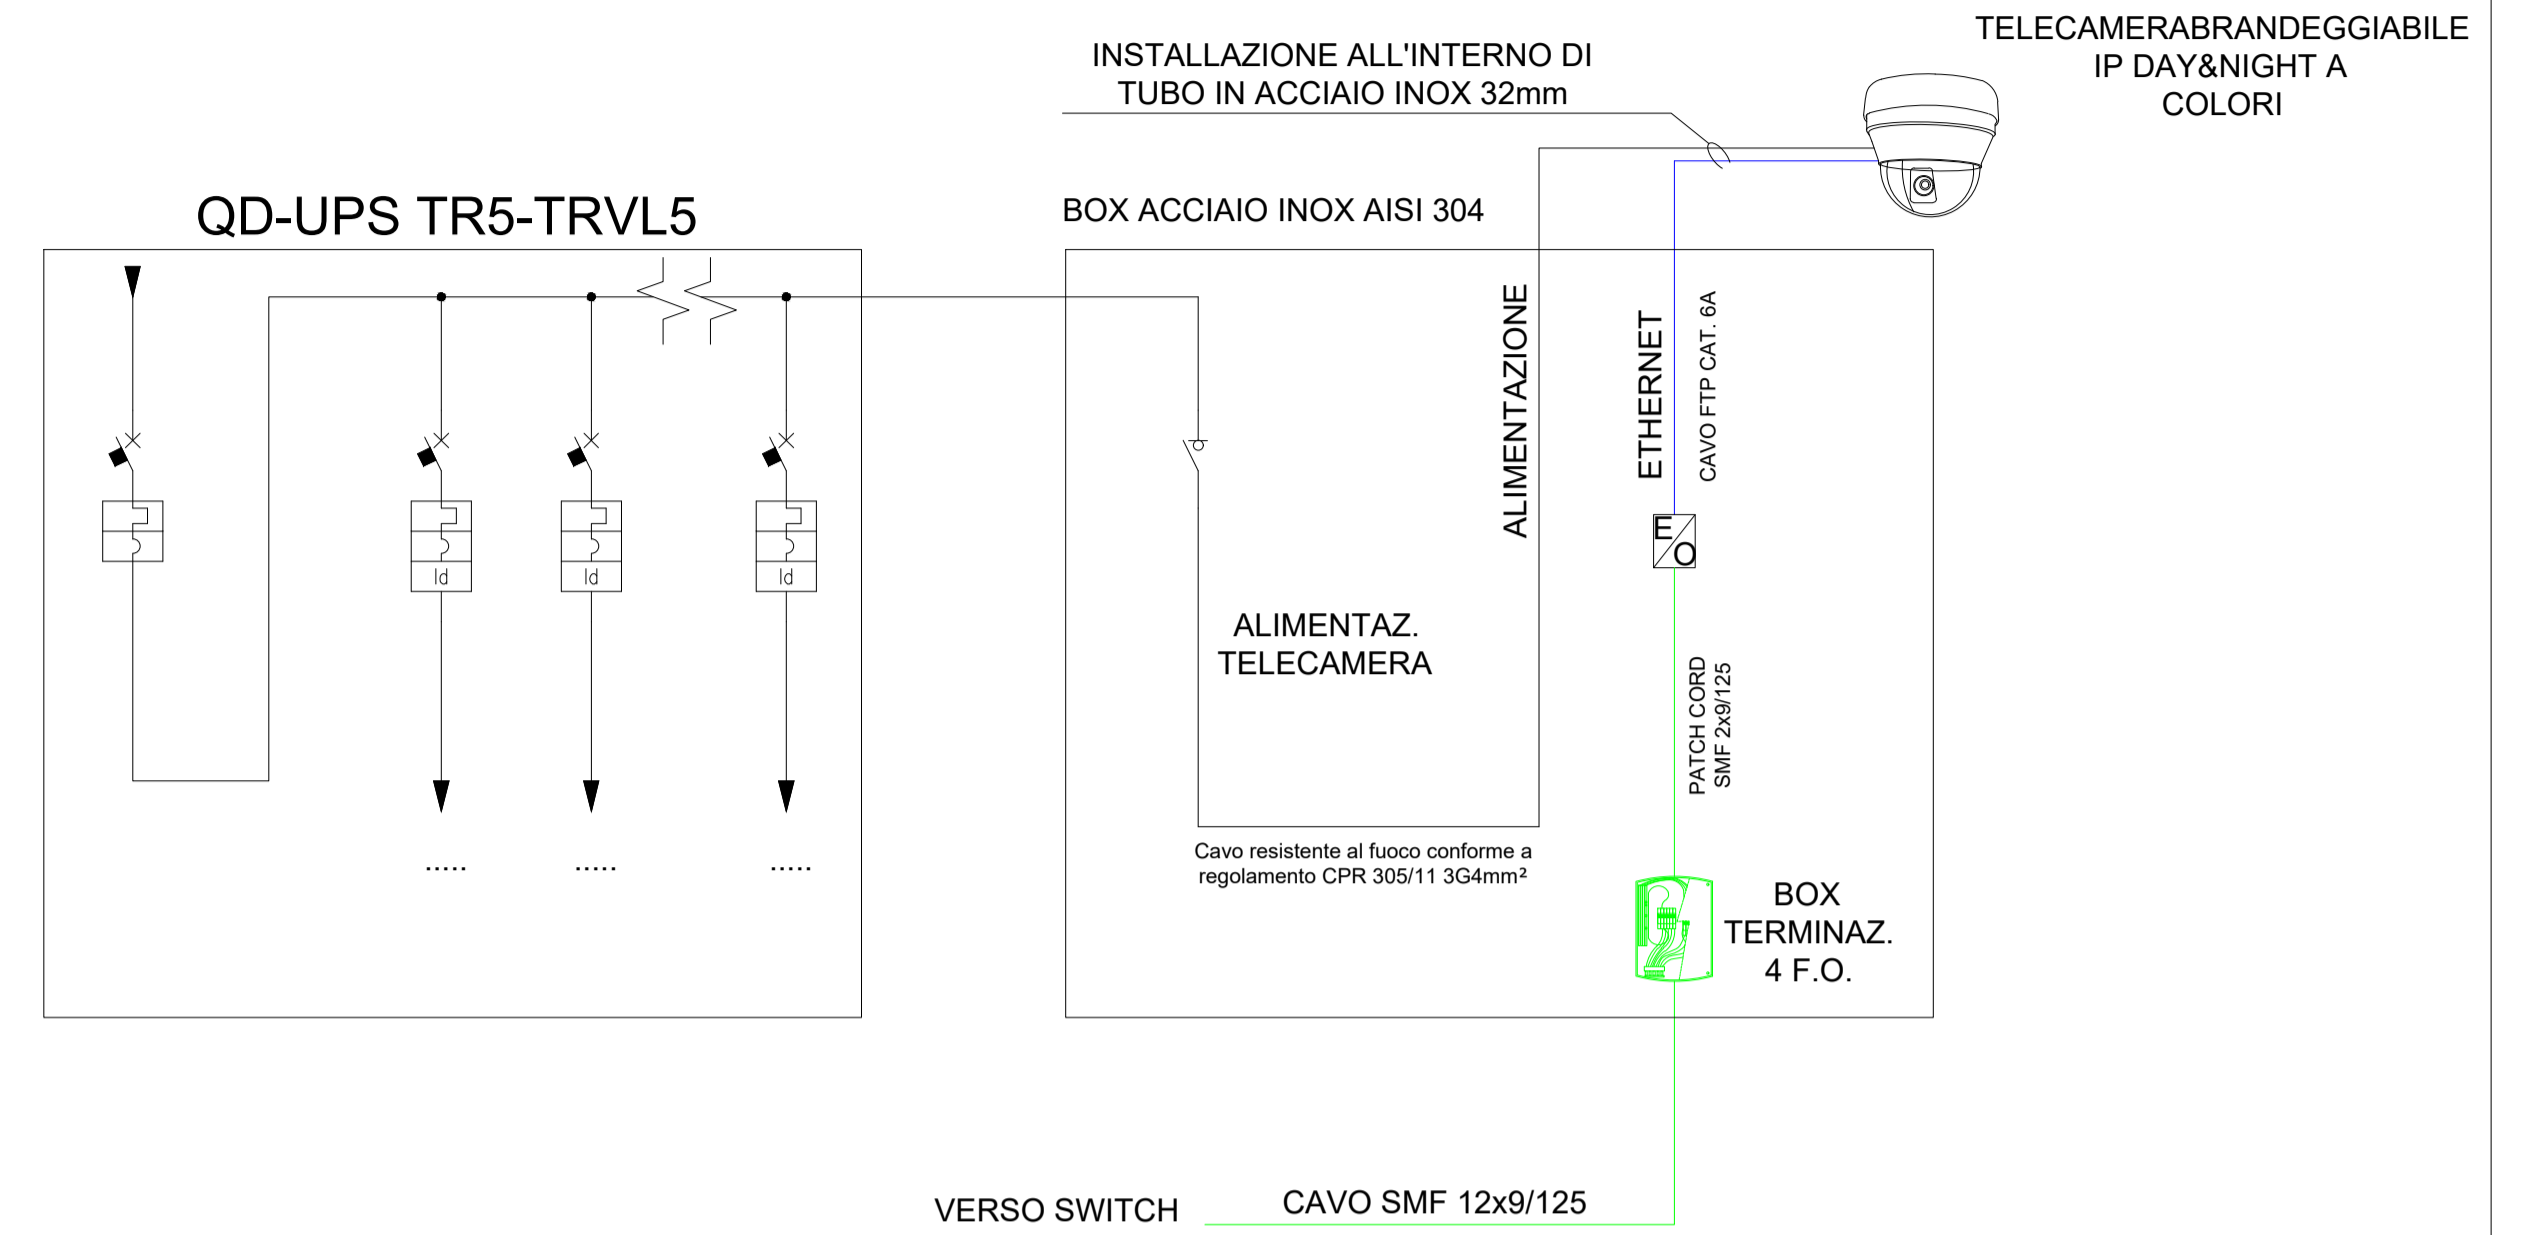 TELECAMERABRANDEGGIABILE
IP DAY&NIGHT A
COLORI
INSTALLAZIONE ALL'INTERNO DI
TUBO IN ACCIAIO INOX 32mm
QD-UPS TR5-TRVL5
BOX ACCIAIO INOX AISI 304
ALIMENTAZIONE
ETHERNET
CAVO FTP CAT. 6A
E
O
Id
Id
Id
ALIMENTAZ.
TELECAMERA
PATCH CORD
SMF 2x9/125
Cavo resistente al fuoco conforme a
regolamento CPR 305/11 3G4mm²
.....
.....
.....
BOX
TERMINAZ.
4 F.O.
VERSO SWITCH
CAVO SMF 12x9/125